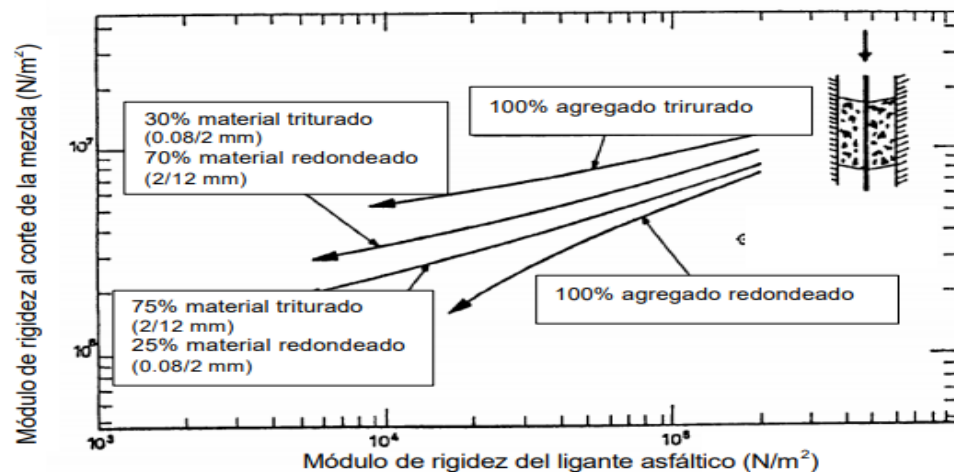 Módulo de rigidez al corte de la mezcla (N/m²)
10⁷
10⁶
30% material triturado
(0.08/2 mm)
70% material redondeado
(2/12 mm)
100% agregado trirurado
75% material triturado
(2/12 mm)
25% material redondeado
(0.08/2 mm)
100% agregado redondeado
10³
10⁴
10⁵
10⁶
Módulo de rigidez del ligante asfáltico (N/m²)